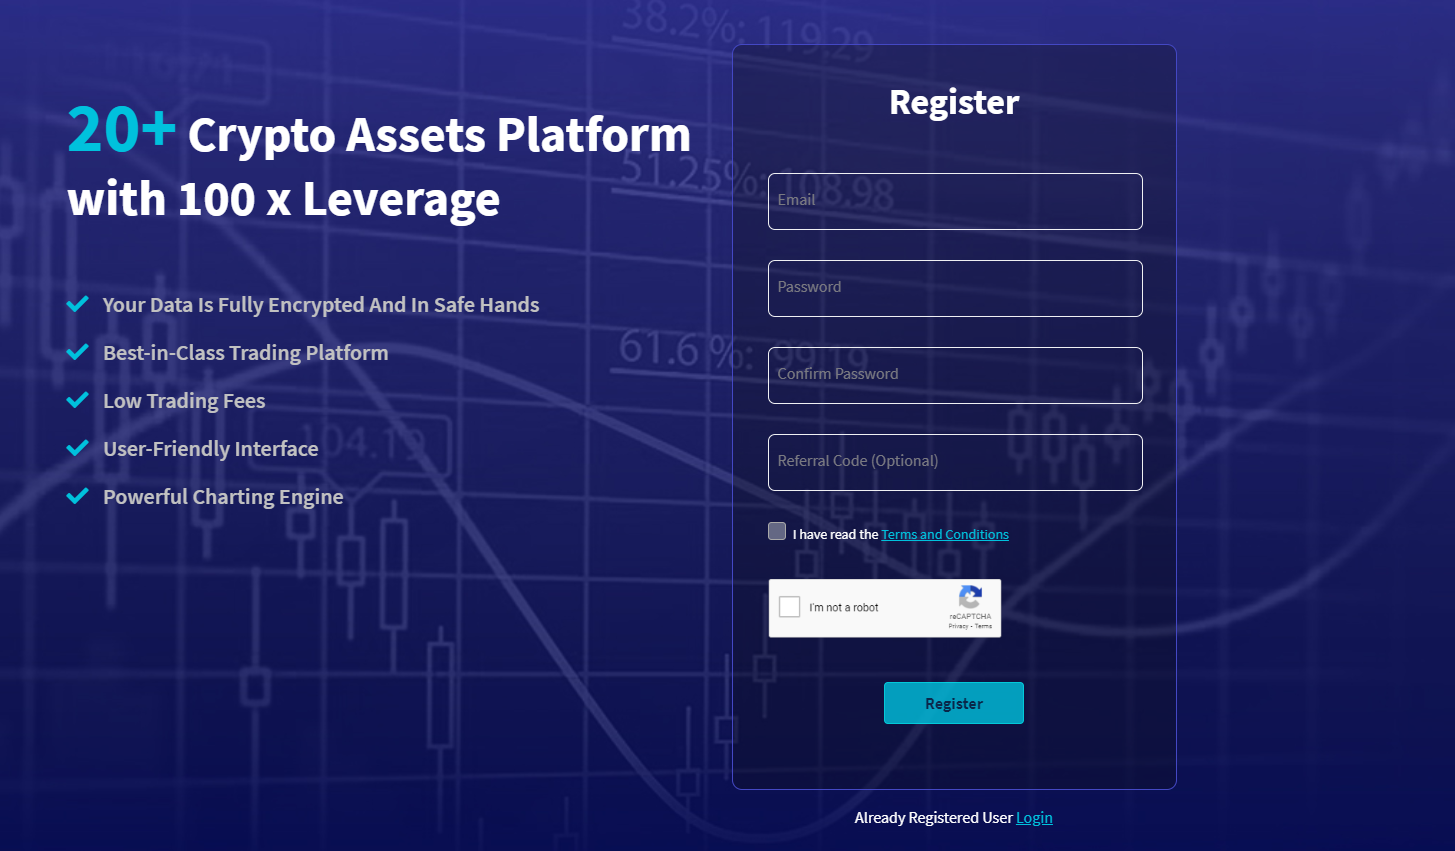 38.2%: 119.29
20+ Crypto Assets Platform
with 100 x Leverage
51.25%: 108.98
61.6 %: 99.19
104.19
Your Data Is Fully Encrypted And In Safe Hands
Best-in-Class Trading Platform
Low Trading Fees
User-Friendly Interface
Powerful Charting Engine
Register
Email
Password
Confirm Password
Referral Code (Optional)
I have read the Terms and Conditions
I'm not a robot
reCAPTCHA
Privacy - Terms
Register
Already Registered User Login